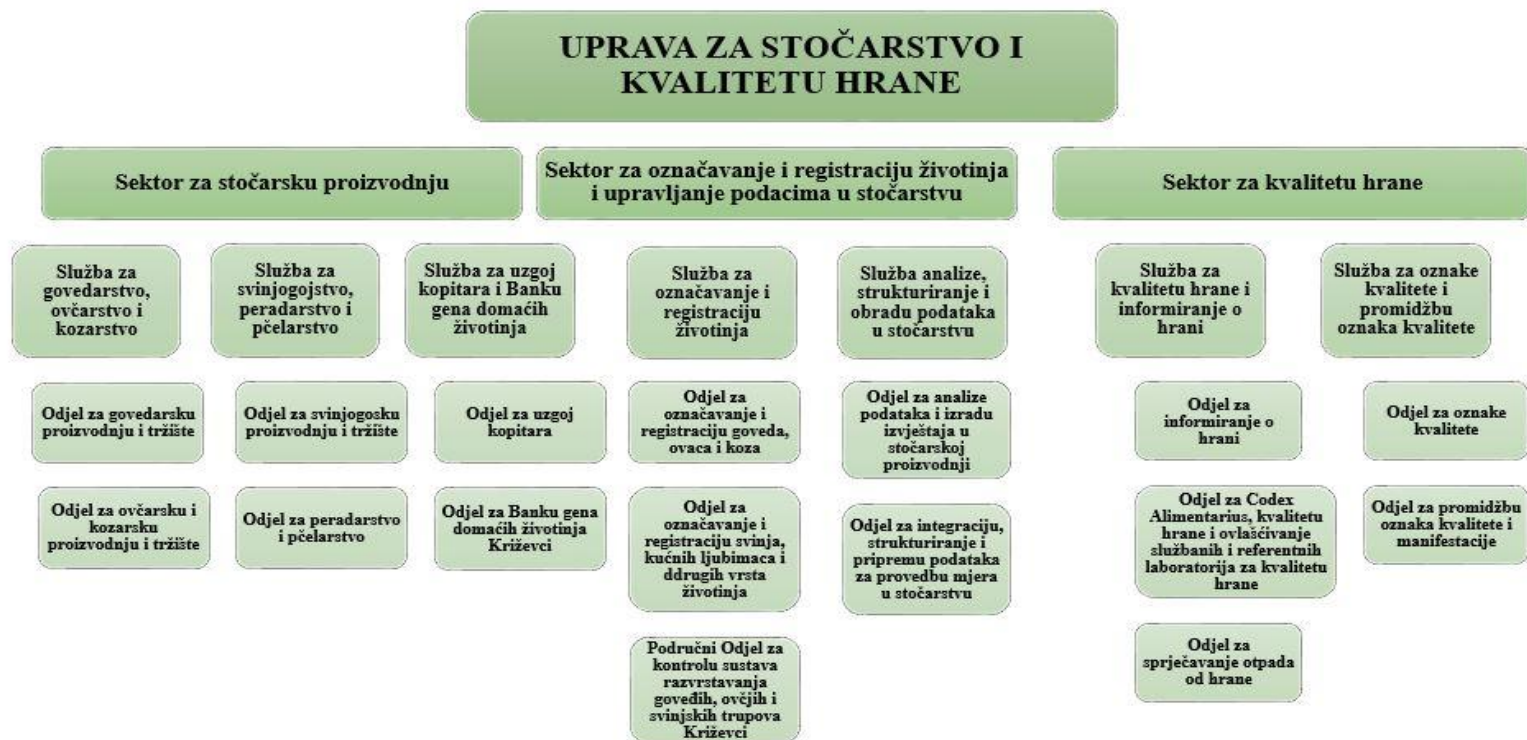 UPRAVA ZA STOČARSTVO I
KVALITETU HRANE
Sektor za stočarsku proizvodnju
Sektor za označavanje i registraciju životinja
i upravljanje podacima u stočarstvu
Sektor za kvalitetu hrane
Služba za
govedarstvo,
ovčarstvo i
kozarstvo
Služba za
svinjogojstvo,
peradarstvo i
pčelarstvo
Služba za uzgoj
kopitara i Banku
gena domaćih
životinja
Služba za
označavanje i
registraciju
životinja
Služba analize,
strukturiranje i
obradu podataka
u stočarstvu
Služba za
kvalitetu hrane i
informiranje o
hrani
Služba za oznake
kvalitete i
promidžbu
oznaka kvalitete
Odjel za govedarsku
proizvodnju i tržište
Odjel za svinjogosku
proizvodnju i tržište
Odjel za uzgoj
kopitara
Odjel za
označavanje i
registraciju goveda,
ovaca i koza
Odjel za analize
podataka i izradu
izvještaja u
stočarskoj
proizvodnji
Odjel za
informiranje o
hrani
Odjel za oznake
kvalitete
Odjel za ovčarsku i
kozarsku
proizvodnju i tržište
Odjel za peradarstvo
i pčelarstvo
Odjel za Banku gena
domaćih životinja
Križevci
Odjel za
označavanje i
registraciju svinja,
kućnih ljubimaca i
ddrugih vrsta
životinja
Odjel za integraciju,
strukturiranje i
pripremu podataka
za provedbu mjera
u stočarstvu
Odjel za Codex
Alimentarius, kvalitetu
hrane i ovlašćivanje
službanih i referentnih
laboratorija za kvalitetu
hrane
Odjel za promidžbu
oznaka kvalitete i
manifestacije
Područni Odjel za
kontrolu sustava
razvrstavanja
goveđih, ovčjih i
svinjskih trupova
Križevci
Odjel za
sprječavanje otpada
od hrane